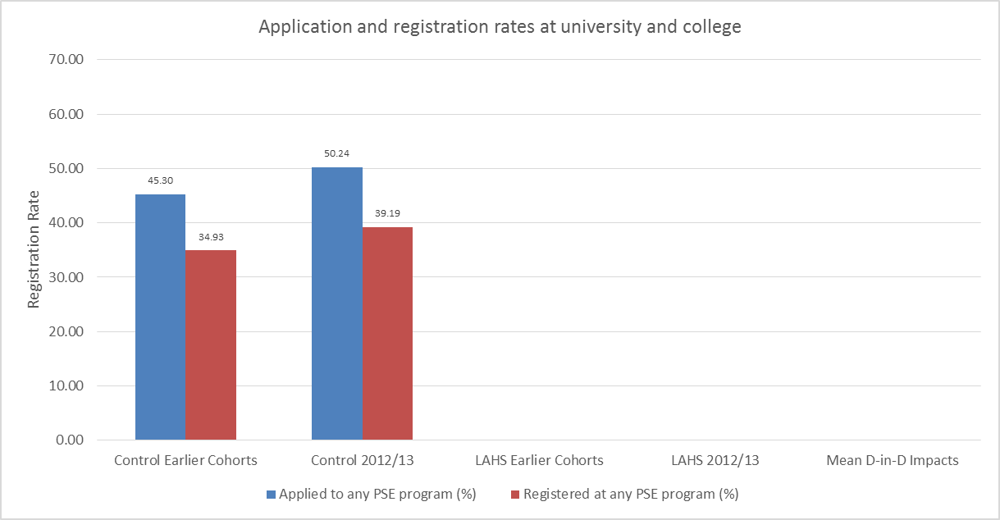 Application and registration rates at university and college
70.00
60.00
50.00
40.00
30.00
20.00
10.00
0.00
Registration Rate
45.30
34.93
50.24
39.19
Control Earlier Cohorts
Control 2012/13
LAHS Earlier Cohorts
LAHS 2012/13
Mean D-in-D Impacts
Applied to any PSE program (%)
Registered at any PSE program (%)